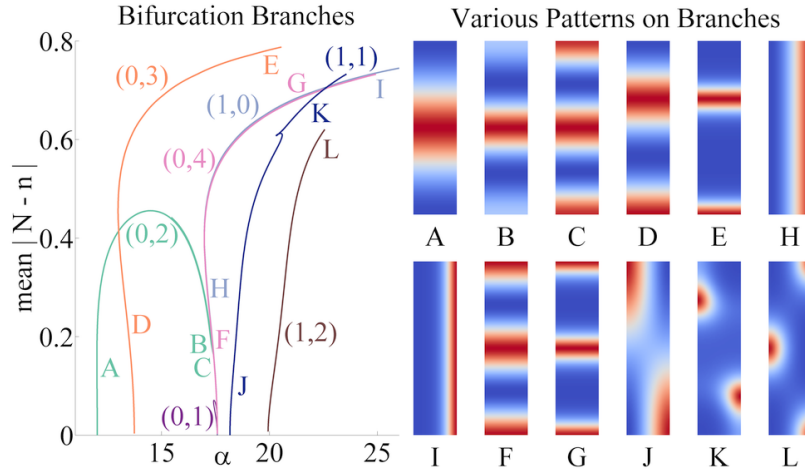 Bifurcation Branches
Various Patterns on Branches
mean | N - n |
0.8
0.6
0.4
0.2
0
15
α
20
25
(0,3)
E
(1,1)
G
I
(1,0)
K
(0,4)
L
(0,2)
H
D
B
F
A
C
(1,2)
J
(0,1)
A B C D E H
I F G J K L